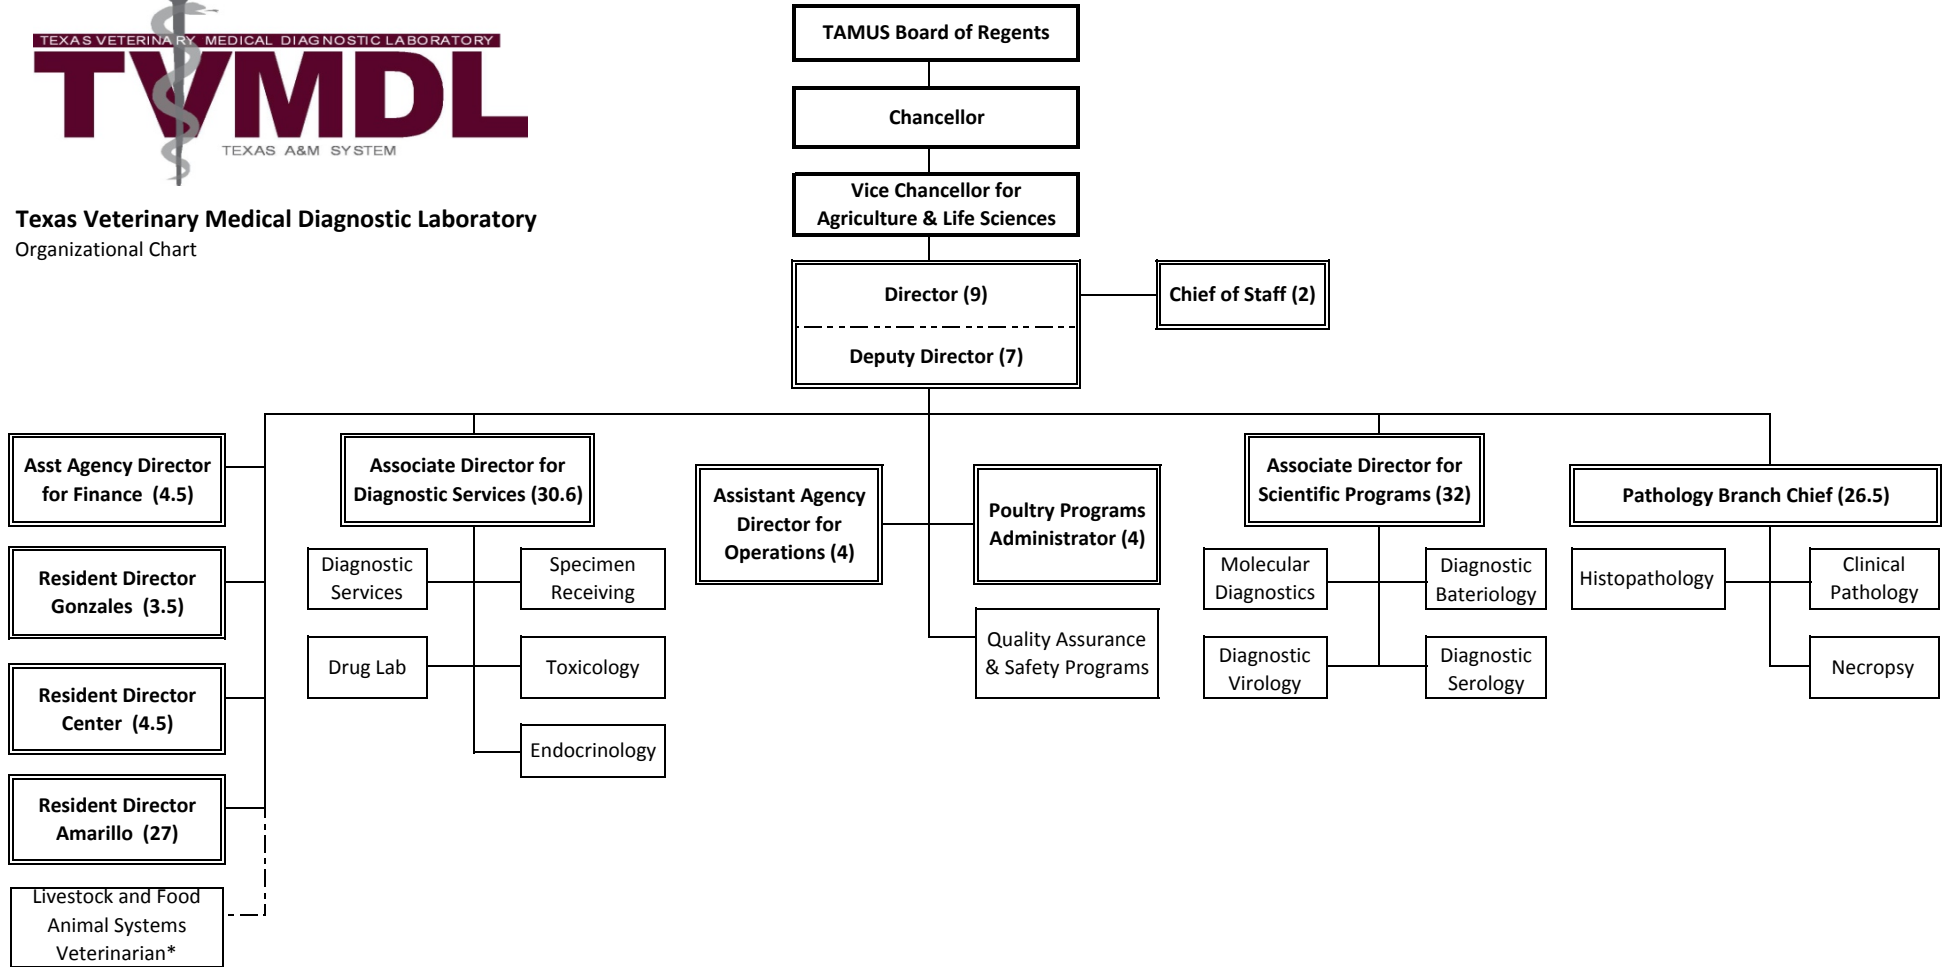 TEXAS VETERINARY MEDICAL DIAGNOSTIC LABORATORY
TVMDL
TEXAS A&M SYSTEM
Texas Veterinary Medical Diagnostic Laboratory
Organizational Chart
TAMUS Board of Regents
Chancellor
Vice Chancellor for
Agriculture & Life Sciences
Director (9)
Deputy Director (7)
Chief of Staff (2)
Asst Agency Director
for Finance (4.5)
Resident Director
Gonzales (3.5)
Resident Director
Center (4.5)
Resident Director
Amarillo (27)
Livestock and Food
Animal Systems
Veterinarian*
Associate Director for
Diagnostic Services (30.6)
Diagnostic
Services
Specimen
Receiving
Drug Lab
Toxicology
Endocrinology
Assistant Agency
Director for
Operations (4)
Poultry Programs
Administrator (4)
Quality Assurance
& Safety Programs
Associate Director for
Scientific Programs (32)
Molecular
Diagnostics
Diagnostic
Bateriology
Diagnostic
Virology
Diagnostic
Serology
Pathology Branch Chief (26.5)
Histopathology
Clinical
Pathology
Necropsy